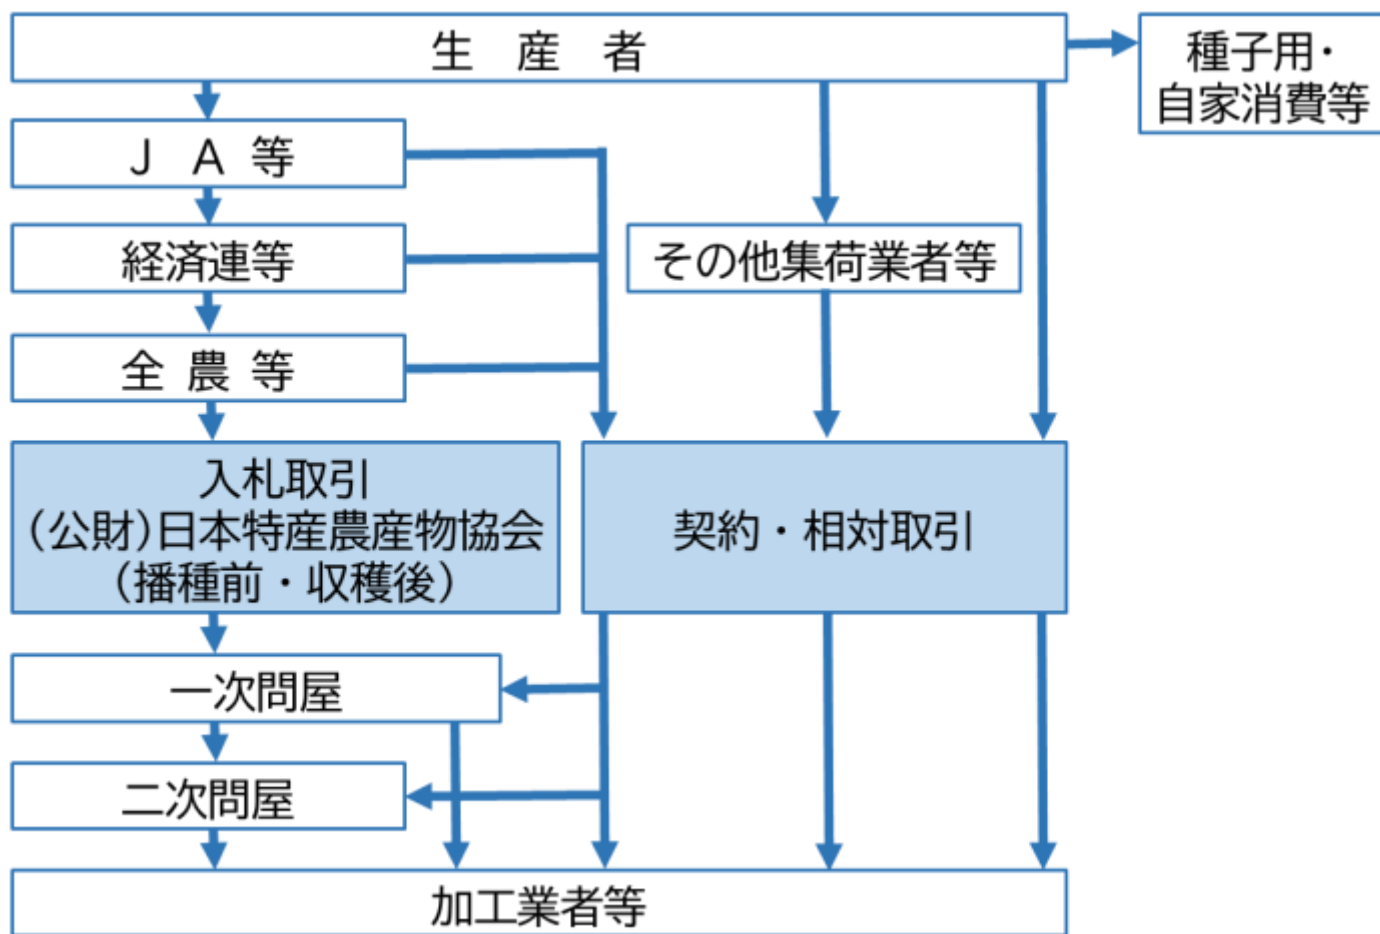 生産者
種子用・
自家消費等
JA等
経済連等
その他集荷業者等
全農等
入札取引
(公財)日本特産農産物協会
(播種前・収穫後)
契約・相対取引
一次問屋
二次問屋
加工業者等